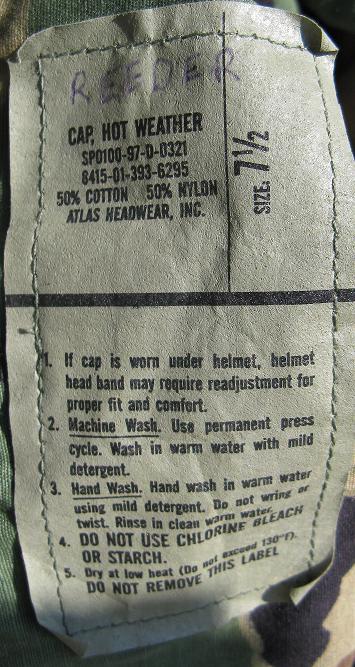 REEDER
CAP, HOT WEATHER
SPO100-97-D-0321
8415-01-393-6295
50% COTTON 50% NYLON
ATLAS HEADWEAR, INC.
SIZE: 7 1/2
1. If cap is worn under helmet, helmet
head band may require readjustment for
proper fit and comfort.
2. Machine Wash. Use permanent press
cycle. Wash in warm water with mild
detergent.
3. Hand Wash. Hand wash in warm water
using mild detergent. Do not wring or
twist. Rinse in clean warm water.
4. DO NOT USE CHLORINE BLEACH
OR STARCH.
5. Dry at low heat (Do not exceed 130°F).
DO NOT REMOVE THIS LABEL